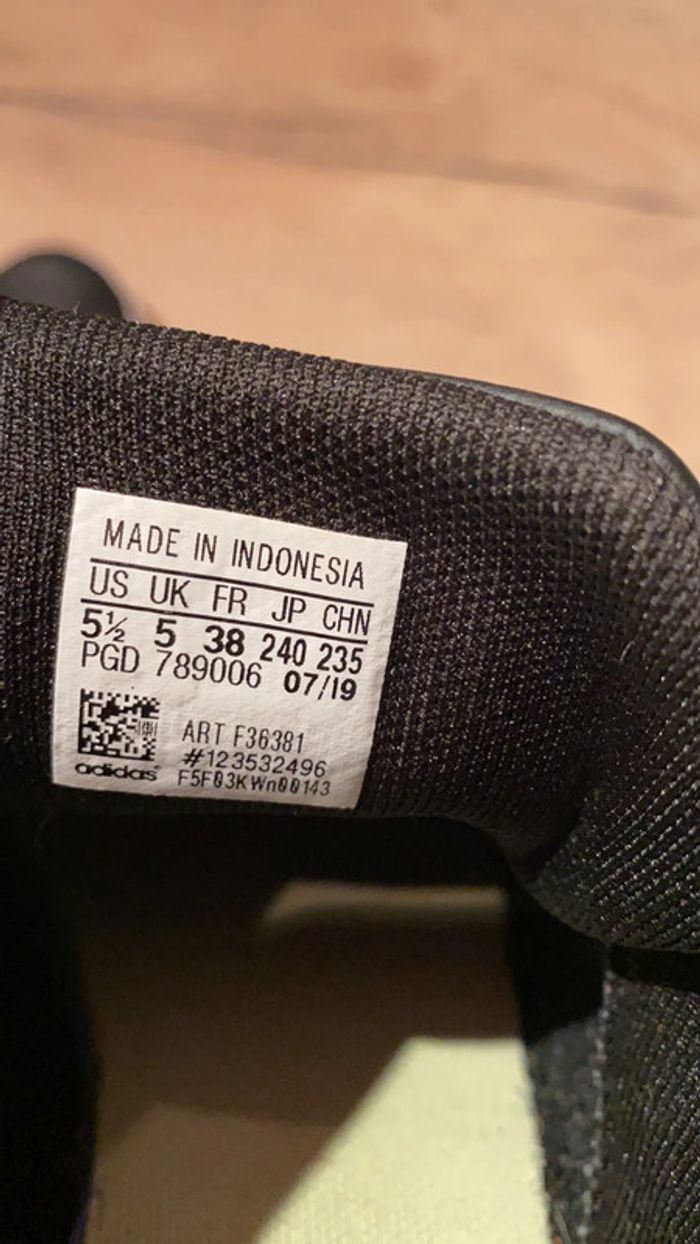 MADE IN INDONESIA
US UK FR JP CHN
5½ 5 38 240 235
PGD 789006 07/19
ART F36381
#123532496
F5F03KWn00143
adidas